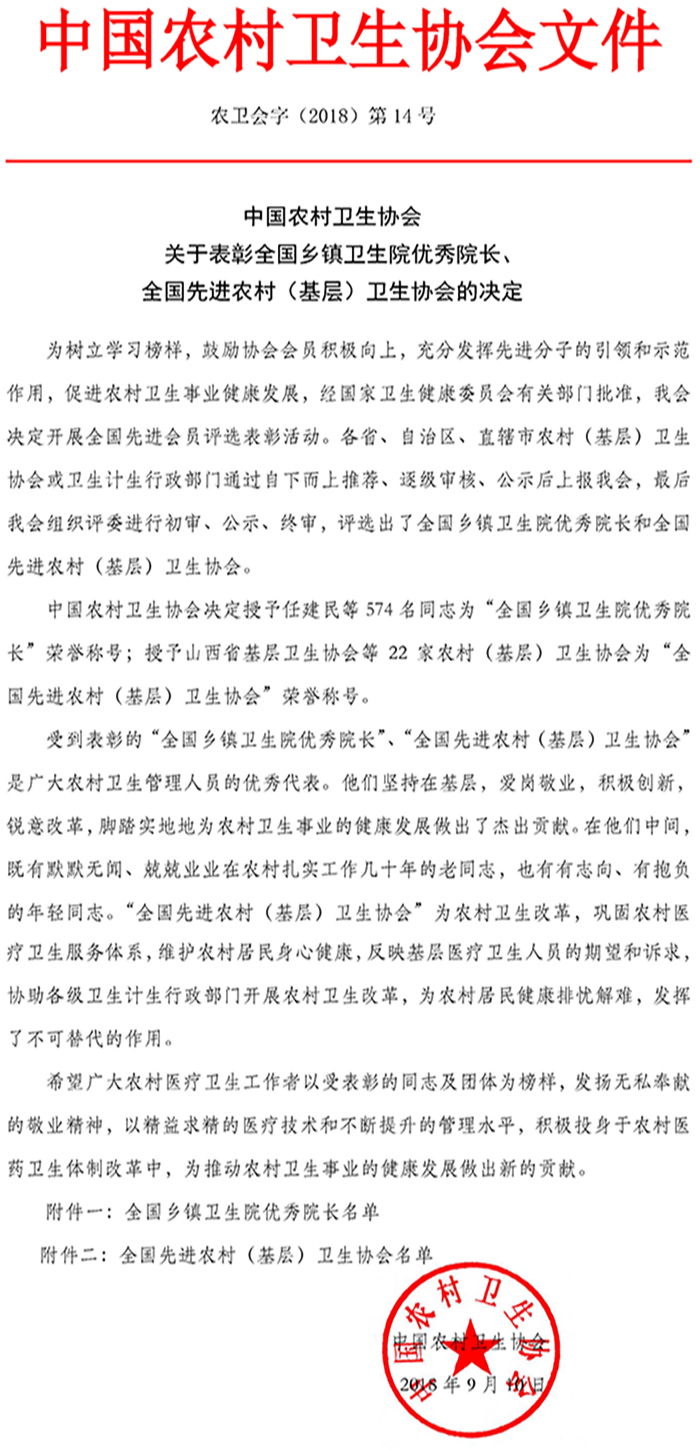 中国农村卫生协会文件
农卫会字（2018）第 14 号
中国农村卫生协会
关于表彰全国乡镇卫生院优秀院长、
全国先进农村（基层）卫生协会的决定
为树立学习榜样，鼓励协会会员积极向上，充分发挥先进分子的引领和示范
作用，促进农村卫生事业健康发展，经国家卫生健康委员会有关部门批准，我会
决定开展全国先进会员评选表彰活动。各省、自治区、直辖市农村（基层）卫生
协会或卫生计生行政部门通过自下而上推荐、逐级审核、公示后上报我会，最后
我会组织评委进行初审、公示、终审，评选出了全国乡镇卫生院优秀院长和全国
先进农村（基层）卫生协会。
中国农村卫生协会决定授予任建民等 574 名同志为“全国乡镇卫生院优秀院
长”荣誉称号；授予山西省基层卫生协会等 22 家农村（基层）卫生协会为“全
国先进农村（基层）卫生协会”荣誉称号。
受到表彰的“全国乡镇卫生院优秀院长”、“全国先进农村（基层）卫生协会”
是广大农村卫生管理人员的优秀代表。他们坚持在基层，爱岗敬业，积极创新，
锐意改革，脚踏实地地为农村卫生事业的健康发展做出了杰出贡献。在他们中间，
既有默默无闻、兢兢业业在农村扎实工作几十年的老同志，也有有志向、有抱负
的年轻同志。“全国先进农村（基层）卫生协会”为农村卫生改革，巩固农村医
疗卫生服务体系，维护农村居民身心健康，反映基层医疗卫生人员的期望和诉求，
协助各级卫生计生行政部门开展农村卫生改革，为农村居民健康排忧解难，发挥
了不可替代的作用。
希望广大农村医疗卫生工作者以受表彰的同志及团体为榜样，发扬无私奉献
的敬业精神，以精益求精的医疗技术和不断提升的管理水平，积极投身于农村医
药卫生体制改革中，为推动农村卫生事业的健康发展做出新的贡献。
附件一：全国乡镇卫生院优秀院长名单
附件二：全国先进农村（基层）卫生协会名单
中国农村卫生协会
中国农村卫生协会
2018 年 9 月 10 日